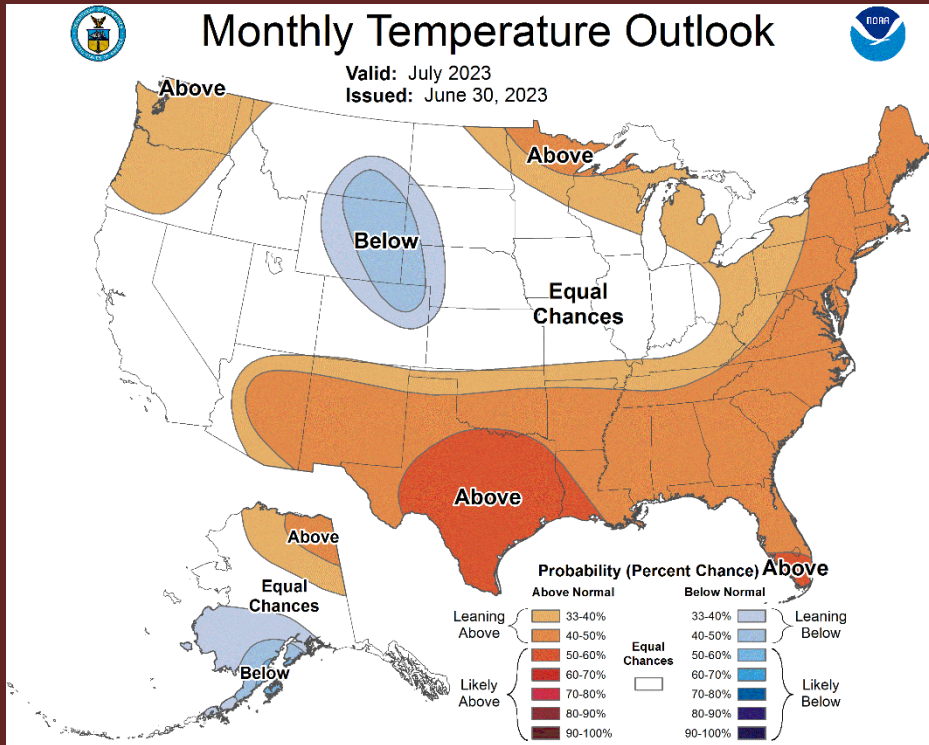 Monthly Temperature Outlook
NOAA
Valid: July 2023
Issued: June 30, 2023
Above
Above
Below
Equal
Chances
Above
Above
Equal
Chances
Below
Above
Probability (Percent Chance)
Above Normal
Below Normal
Leaning
Above
33-40%
40-50%
Likely
Above
50-60%
60-70%
70-80%
80-90%
90-100%
Equal
Chances
33-40%
40-50%
Leaning
Below
50-60%
60-70%
70-80%
80-90%
90-100%
Likely
Below